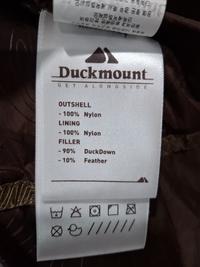 Duckmount
GET ALONGSIDE
OUTSHELL
- 100% Nylon
LINING
- 100% Nylon
FILLER
- 90% DuckDown
- 10% Feather